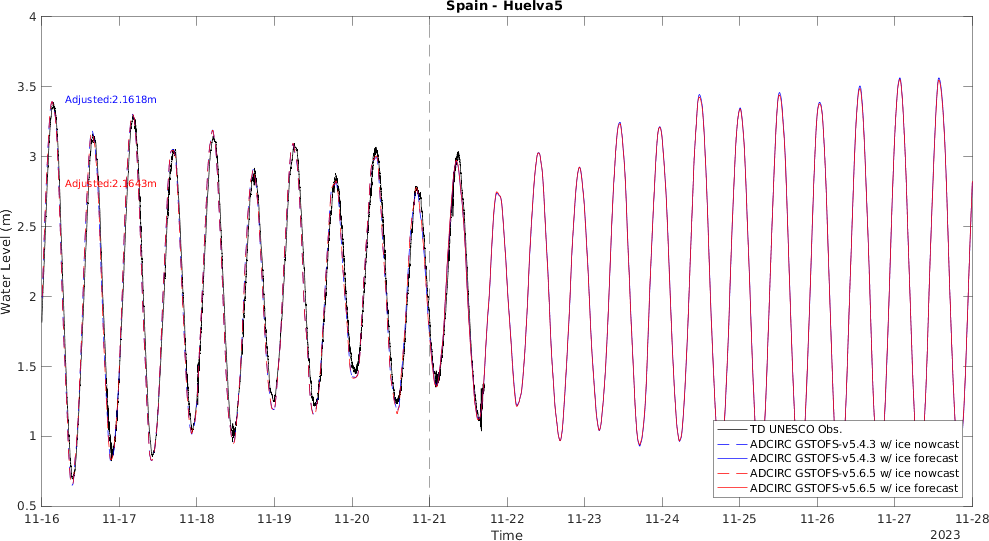 Spain - Huelva5
4
3.5
3
2.5
2
1.5
1
0.5
Water Level (m)
Adjusted:2.1618m
Adjusted:2.1643m
TD UNESCO Obs.
ADCIRC GSTOFS-v5.4.3 w/ ice nowcast
ADCIRC GSTOFS-v5.4.3 w/ ice forecast
ADCIRC GSTOFS-v5.6.5 w/ ice nowcast
ADCIRC GSTOFS-v5.6.5 w/ ice forecast
11-16 11-17 11-18 11-19 11-20 11-21 11-22 11-23 11-24 11-25 11-26 11-27 11-28
Time
2023